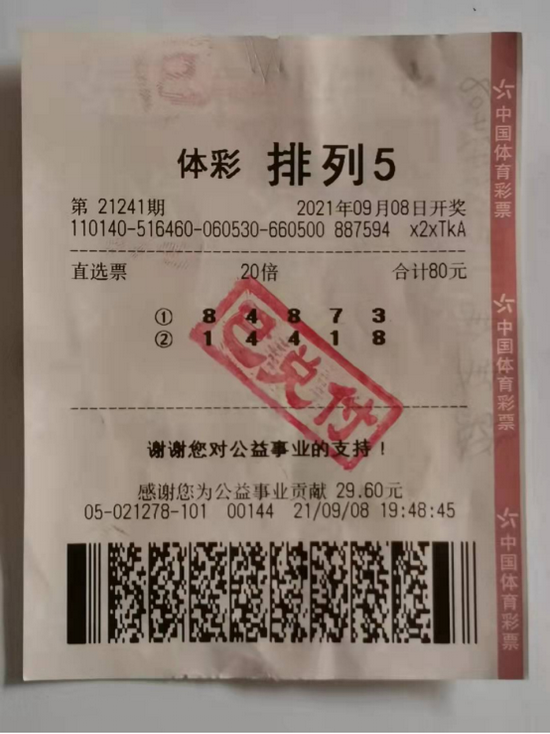 体彩 排列5
第 21241期 2021年09月08日开奖
110140-516460-060530-660500 887594 x2xTkA
直选票 20倍 合计80元
① 8 4 8 7 3
② 1 4 4 1 8
已兑付
谢谢您对公益事业的支持！
感谢您为公益事业贡献 29.60元
05-021278-101 00144 21/09/08 19:48:45
中国体育彩票
中国体育彩票
中国体育彩票